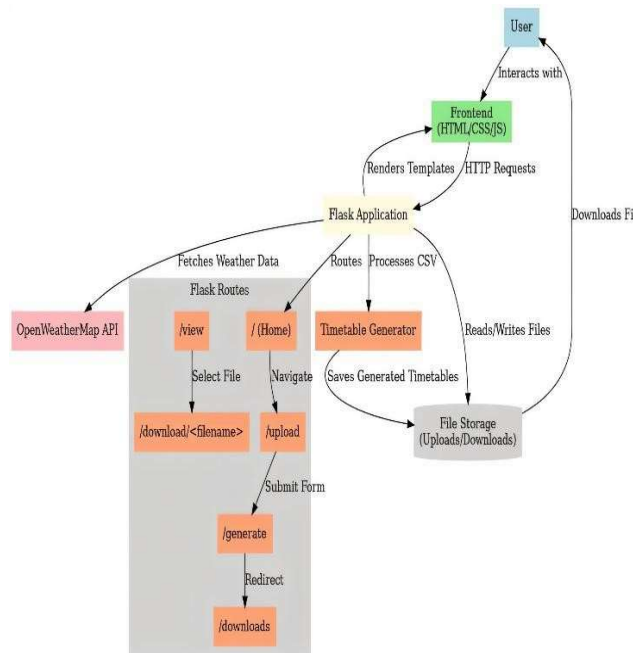 User
Interacts with
Frontend
(HTML/CSS/JS)
Renders Templates
HTTP Requests
Flask Application
Downloads Fi
Fetches Weather Data
Routes
Processes CSV
Flask Routes
OpenWeatherMap API
/view
/ (Home)
Timetable Generator
Reads/Writes Files
Select File
Navigate
Saves Generated Timetables
/download/<filename>
/upload
File Storage
(Uploads/Downloads)
Submit Form
/generate
Redirect
/downloads